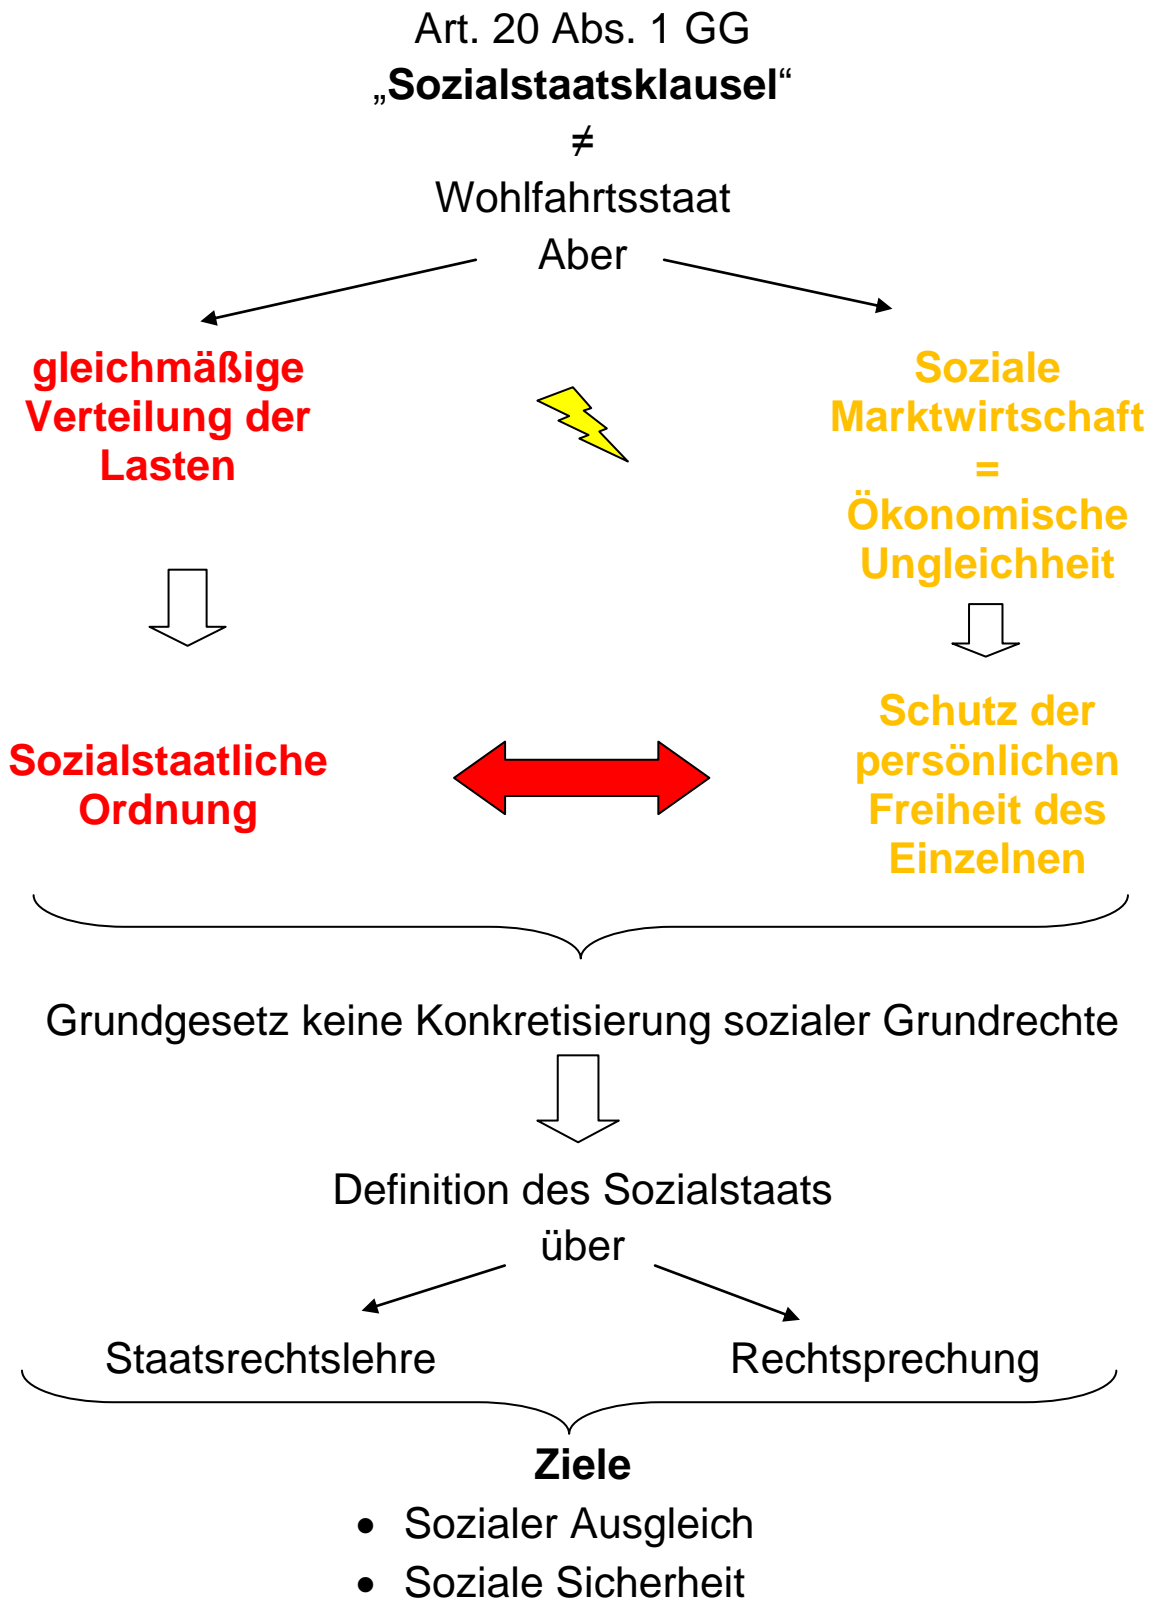 Art. 20 Abs. 1 GG
„Sozialstaatsklausel“
≠
Wohlfahrtsstaat
Aber
gleichmäßige
Verteilung der
Lasten
Soziale
Marktwirtschaft
=
Ökonomische
Ungleichheit
Sozialstaatliche
Ordnung
Schutz der
persönlichen
Freiheit des
Einzelnen
Grundgesetz keine Konkretisierung sozialer Grundrechte
Definition des Sozialstaats
über
Staatsrechtslehre
Rechtsprechung
Ziele
• Sozialer Ausgleich
• Soziale Sicherheit